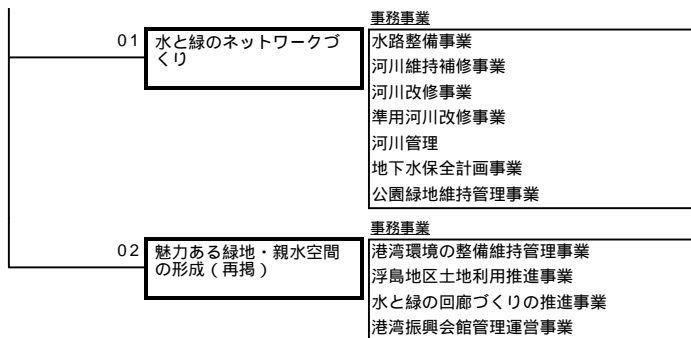 事務事業
01 水と緑のネットワークづ
くり
水路整備事業
河川維持補修事業
河川改修事業
準用河川改修事業
河川管理
地下水保全計画事業
公園緑地維持管理事業
事務事業
02 魅力ある緑地・親水空間
の形成（再掲）
港湾環境の整備維持管理事業
浮島地区土地利用推進事業
水と緑の回廊づくりの推進事業
港湾振興会館管理運営事業